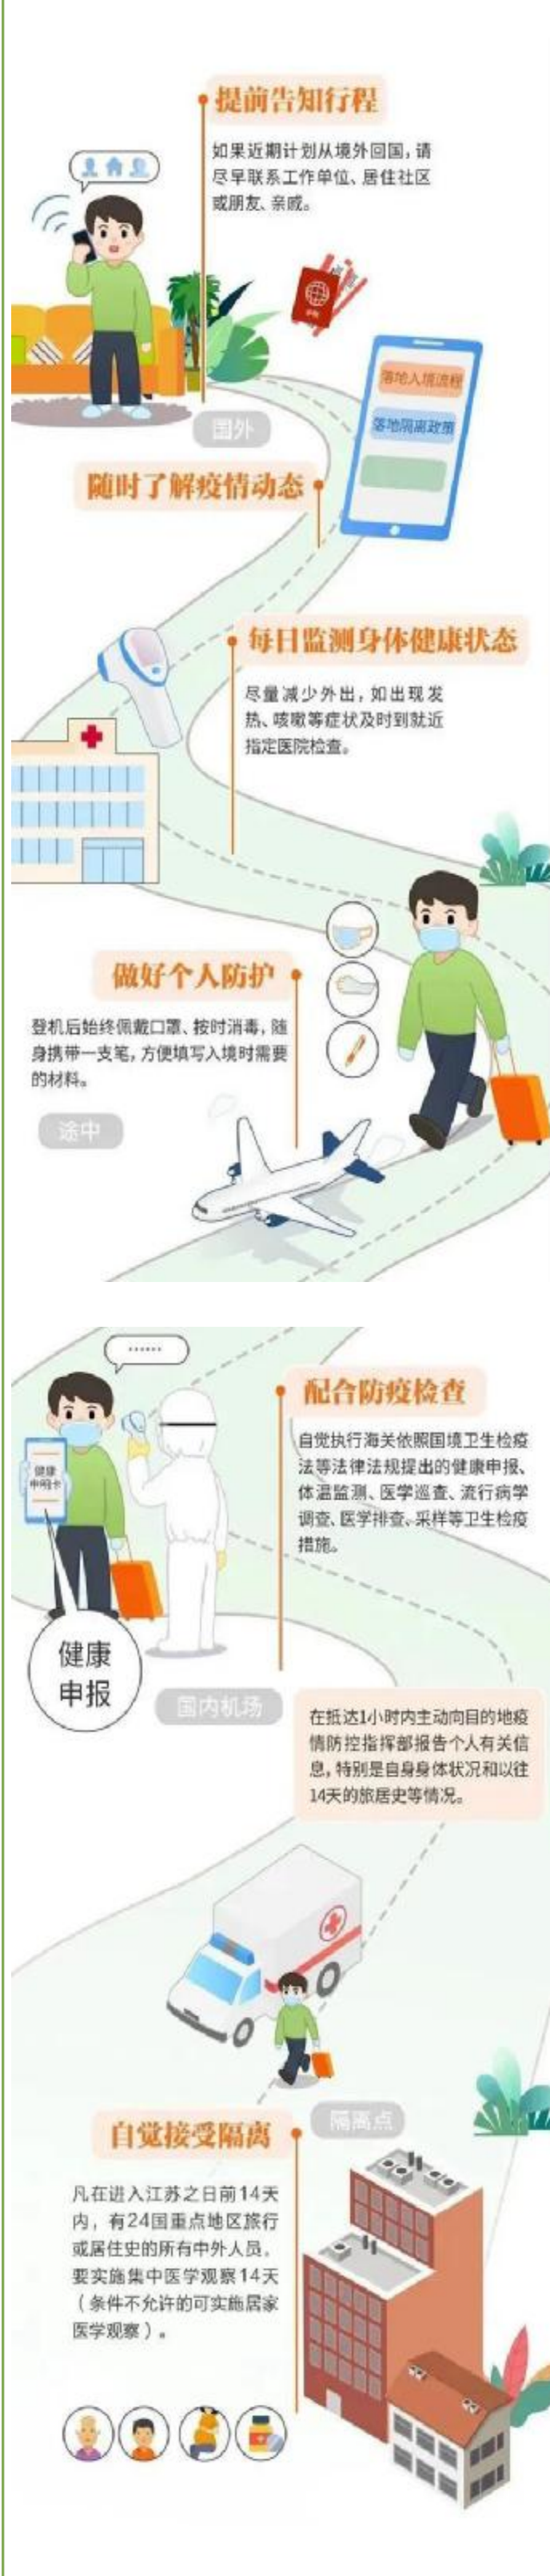 提前告知行程
如果近期计划从境外回国，请
尽早联系工作单位、居住社区
或朋友、亲戚。
落地入境流程
落地隔离政策
国外
随时了解疫情动态
每日监测身体健康状态
尽量减少外出，如出现发
热、咳嗽等症状及时到就近
指定医院检查。
做好个人防护
登机后始终佩戴口罩、按时消毒，随
身携带一支笔，方便填写入境时需要
的材料。
途中
······
配合防疫检查
自觉执行海关依照国境卫生检疫
法等法律法规提出的健康申报、
体温监测、医学巡查、流行病学
调查、医学排查、采样等卫生检疫
措施。
健康
申明卡
健康
申报
国内机场
在抵达1小时内主动向目的地疫
情防控指挥部报告个人有关信
息，特别是自身身体状况和以往
14天的旅居史等情况。
隔离点
自觉接受隔离
凡在进入江苏之日前14天
内，有24国重点地区旅行
或居住史的所有中外人员，
要实施集中医学观察14天
（条件不允许的可实施居家
医学观察）。